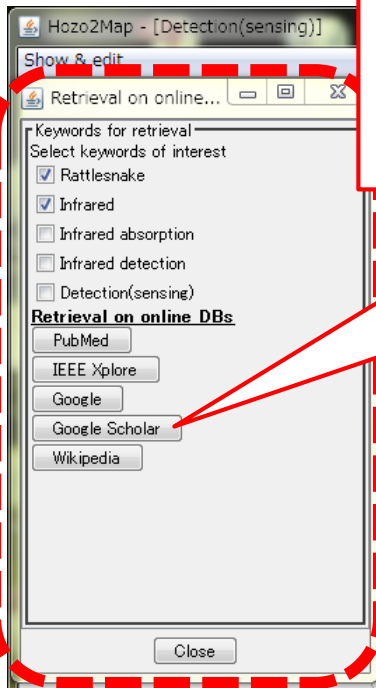 Hozo2Map - [Detection(sensing)]
Show & edit
Retrieval on online...
Keywords for retrieval
Select keywords of interest
Rattlesnake
Infrared
Infrared absorption
Infrared detection
Detection(sensing)
Retrieval on online DBs
PubMed
IEEE Xplore
Google
Google Scholar
Wikipedia
Close